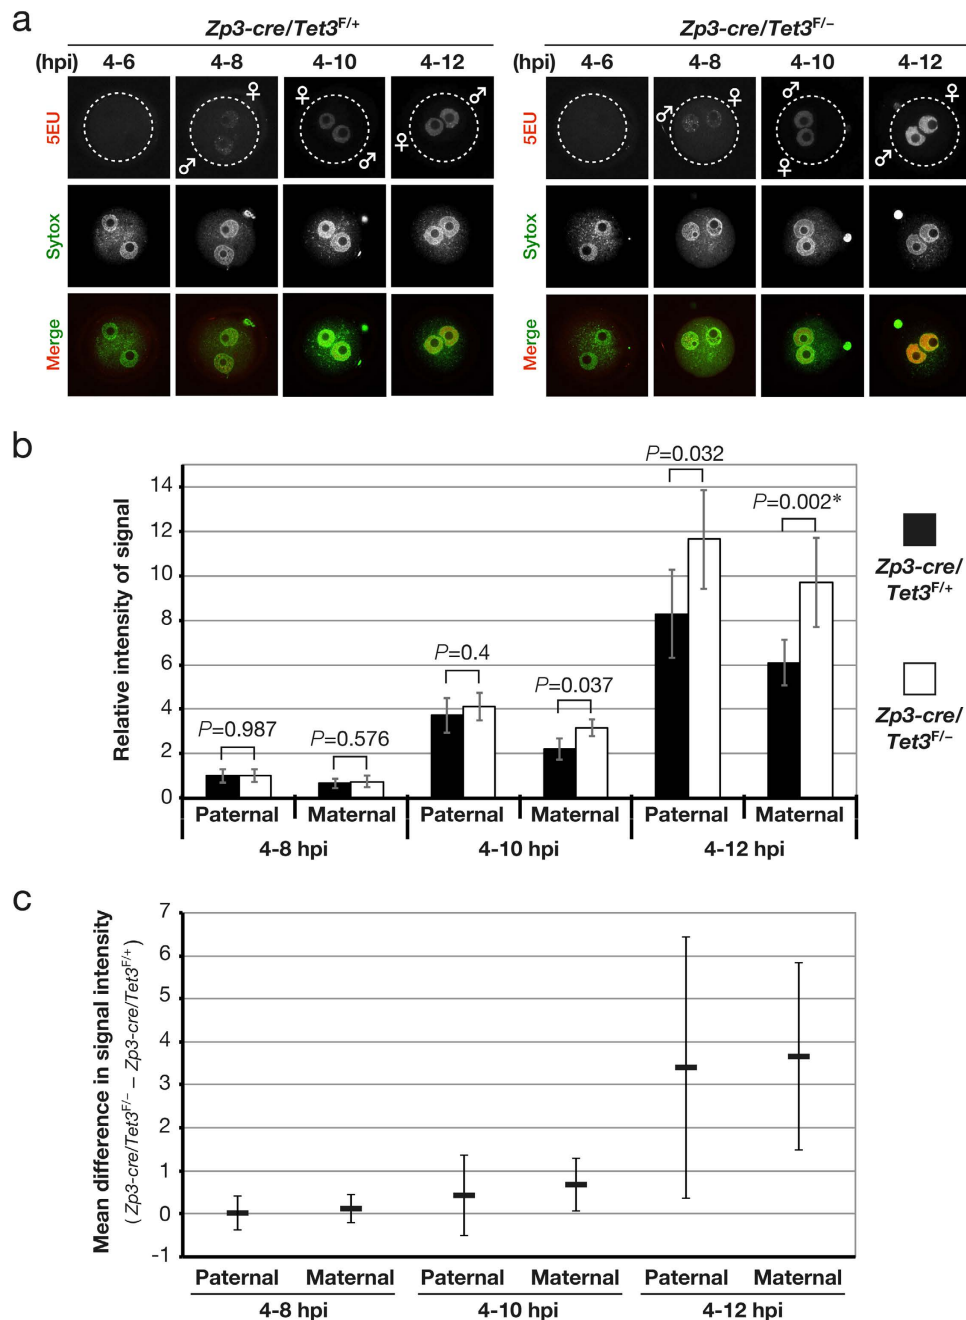 a
Zp3-cre/Tet3F/+
Zp3-cre/Tet3F/–
(hpi) 4-6 4-8 4-10 4-12
(hpi) 4-6 4-8 4-10 4-12
5EU
♀ ♀ ♂
♂ ♂ ♀
5EU
♂ ♀ ♂ ♀
♀ ♂
Sytox
Sytox
Merge
Merge
b
Relative intensity of signal
14
12
10
8
6
4
2
0
P=0.987
P=0.576
P=0.4
P=0.037
P=0.032
P=0.002*
Paternal Maternal Paternal Maternal Paternal Maternal
4-8 hpi 4-10 hpi 4-12 hpi
Zp3-cre/
Tet3F/+
Zp3-cre/
Tet3F/–
c
Mean difference in signal intensity
( Zp3-cre/Tet3F/– – Zp3-cre/Tet3F/+)
7
6
5
4
3
2
1
0
-1
Paternal Maternal Paternal Maternal Paternal Maternal
4-8 hpi 4-10 hpi 4-12 hpi